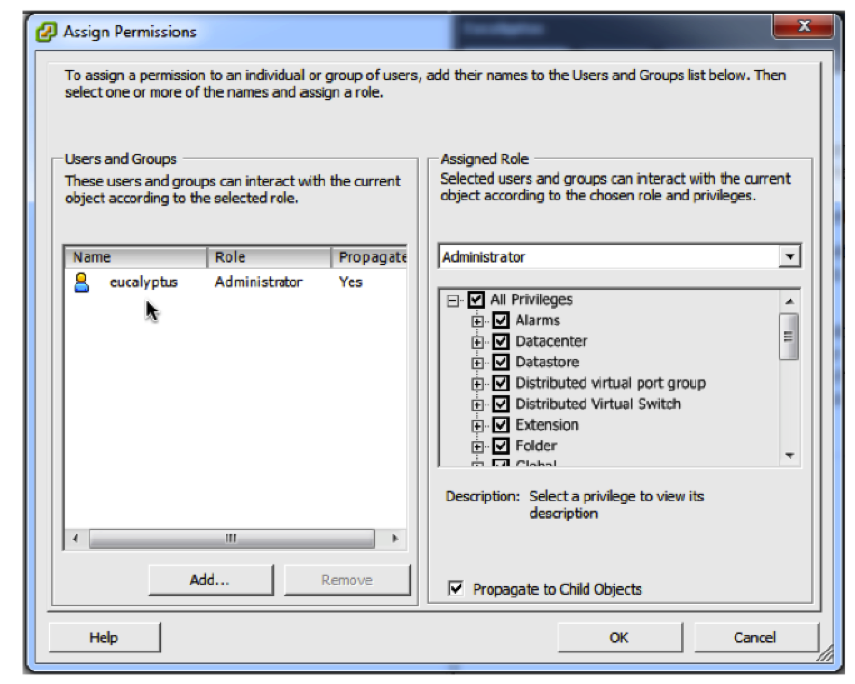 Assign Permissions
To assign a permission to an individual or group of users, add their names to the Users and Groups list below. Then
select one or more of the names and assign a role.
Users and Groups
These users and groups can interact with the current
object according to the selected role.
Name Role Propagate
eucalyptus Administrator Yes
Add...
Remove
Assigned Role
Selected users and groups can interact with the current
object according to the chosen role and privileges.
Administrator
All Privileges
Alarms
Datacenter
Datastore
Distributed virtual port group
Distributed Virtual Switch
Extension
Folder
Global
Description: Select a privilege to view its
description
Propagate to Child Objects
Help
OK
Cancel